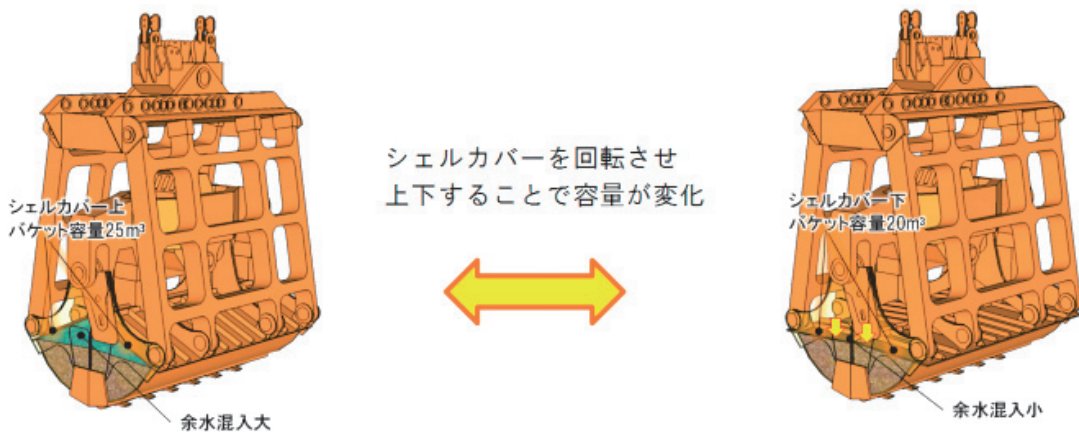 シェルカバーを回転させ
上下することで容量が変化
シェルカバー上
バケット容量25m³
余水混入大
シェルカバー下
バケット容量20m³
余水混入小